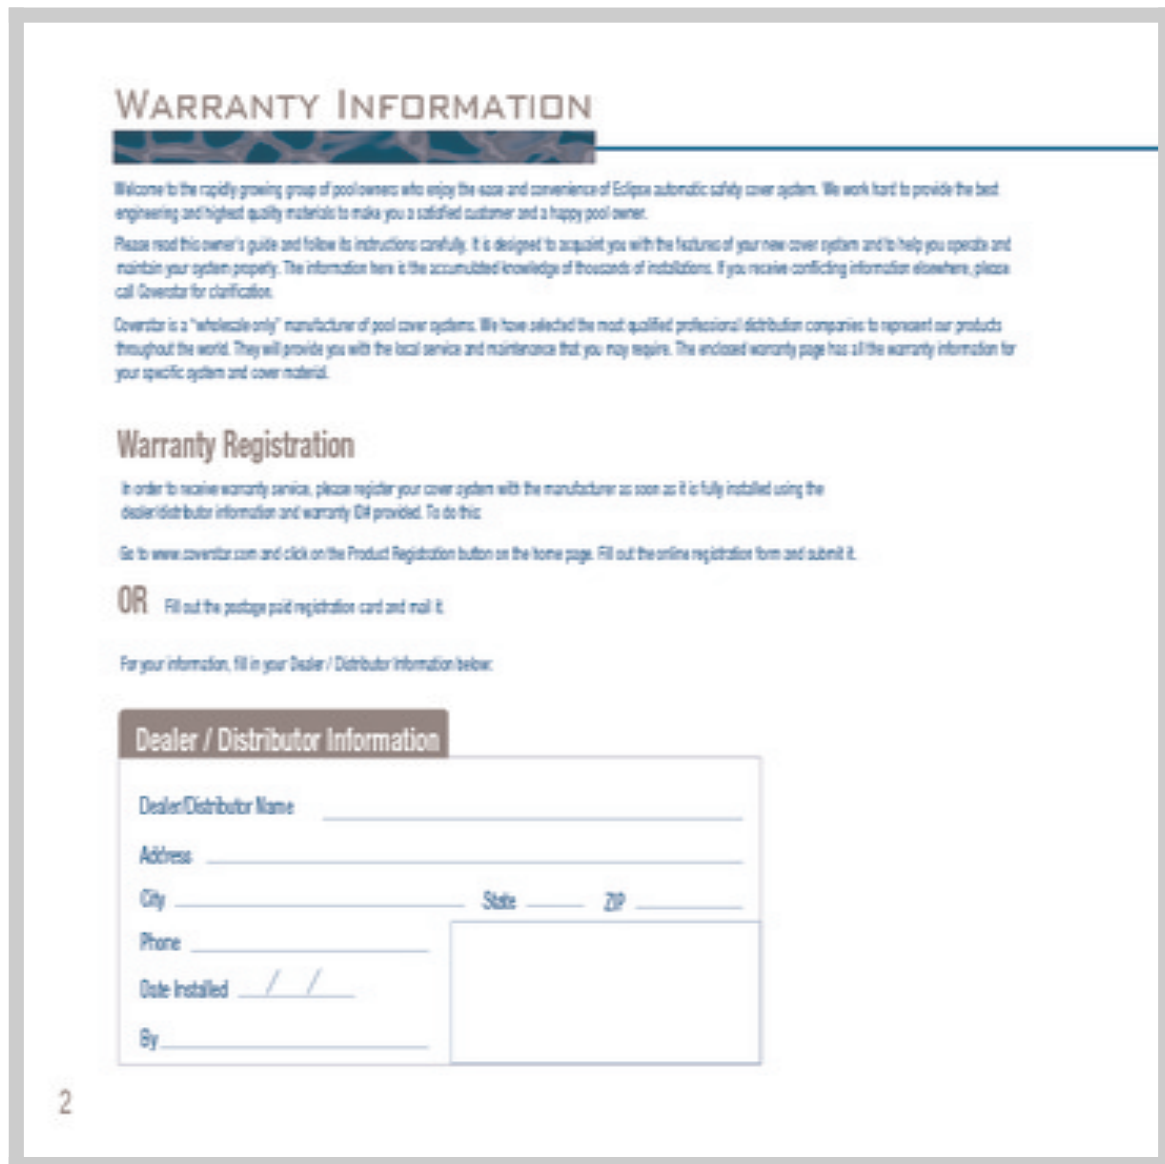 WARRANTY INFORMATION
Welcome to the rapidly growing group of pool owners who enjoy the ease and convenience of Eclipse automatic safety cover system. We work hard to provide the best
engineering and highest quality materials to make you a satisfied customer and a happy pool owner.
Please read this owner's guide and follow its instructions carefully. It is designed to acquaint you with the features of your new cover system and to help you operate and
maintain your system properly. The information here is the accumulated knowledge of thousands of installations. If you receive conflicting information elsewhere, please
call Coverstar for clarification.
Coverstar is a "wholesale only" manufacturer of pool cover systems. We have selected the most qualified professional distribution companies to represent our products
throughout the world. They will provide you with the local service and maintenance that you may require. The enclosed warranty page has all the warranty information for
your specific system and cover material.
Warranty Registration
In order to receive warranty service, please register your cover system with the manufacturer as soon as it is fully installed using the
dealer/distributor information and warranty ID# provided. To do this:
Go to www.coverstar.com and click on the Product Registration button on the home page. Fill out the online registration form and submit it.
OR Fill out the postage paid registration card and mail it.
For your information, fill in your Dealer / Distributor Information below:
Dealer / Distributor Information
Dealer/Distributor Name
Address
City State ZIP
Phone
Date Installed / /
By
2